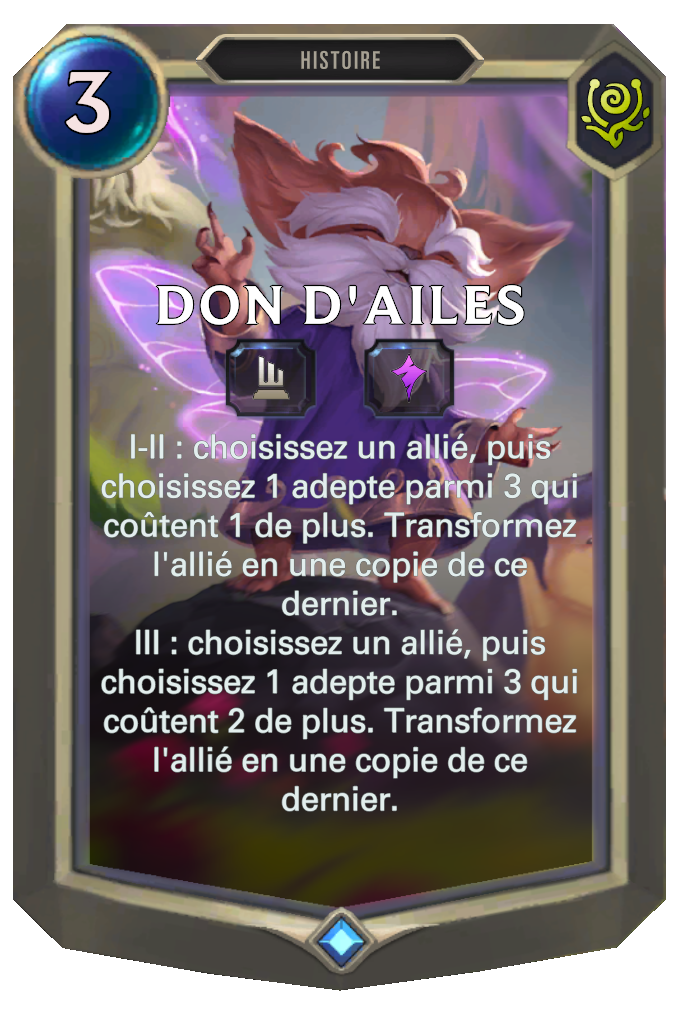 3
HISTOIRE
DON D'AILES
I-II : choisissez un allié, puis
choisissez 1 adepte parmi 3 qui
coûtent 1 de plus. Transformez
l'allié en une copie de ce
dernier.
III : choisissez un allié, puis
choisissez 1 adepte parmi 3 qui
coûtent 2 de plus. Transformez
l'allié en une copie de ce
dernier.